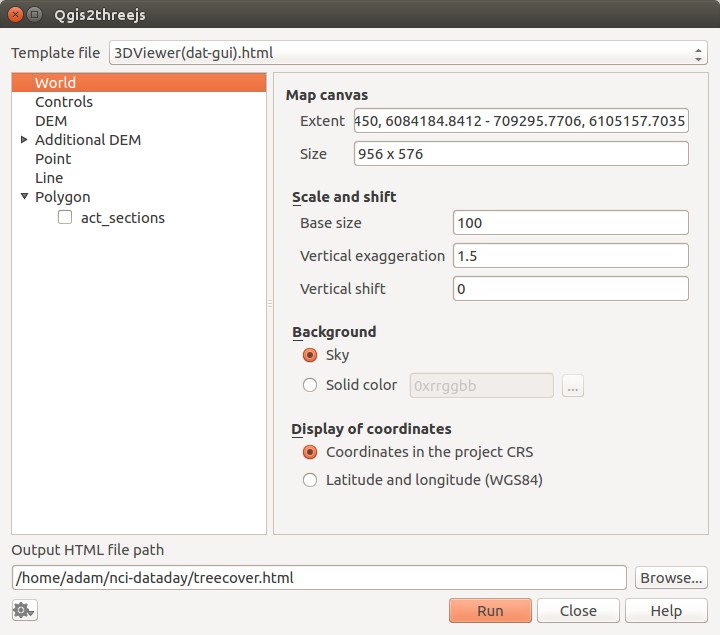 Qgis2threejs
Template file 3DViewer(dat-gui).html
World
Controls
DEM
Additional DEM
Point
Line
Polygon
act_sections
Map canvas
Extent 450, 6084184.8412 - 709295.7706, 6105157.7035
Size 956 x 576
Scale and shift
Base size 100
Vertical exaggeration 1.5
Vertical shift 0
Background
Sky
Solid color 0xrrggbb ...
Display of coordinates
Coordinates in the project CRS
Latitude and longitude (WGS84)
Output HTML file path
/home/adam/nci-dataday/treecover.html Browse...
Run Close Help